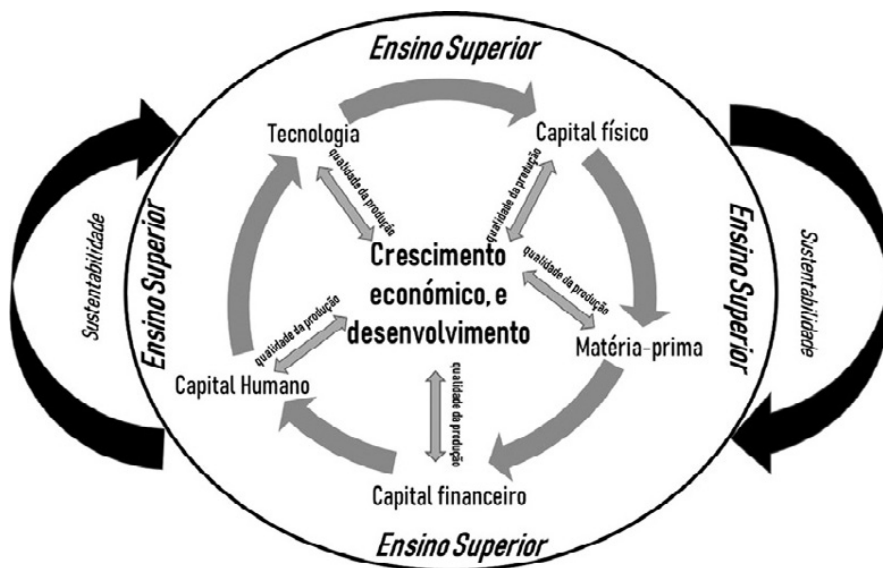 Ensino Superior
Tecnologia
Capital físico
qualidade da produção
qualidade da predução
Sustentabilidade
Ensino Superior
Crescimento
económico, e
desenvolvimento
qualidade da produção
Ensino Superior
Sustentabilidade
qualidade da produção
Matéria-prima
Capital Humano
qualidade da produção
Capital financeiro
Ensino Superior